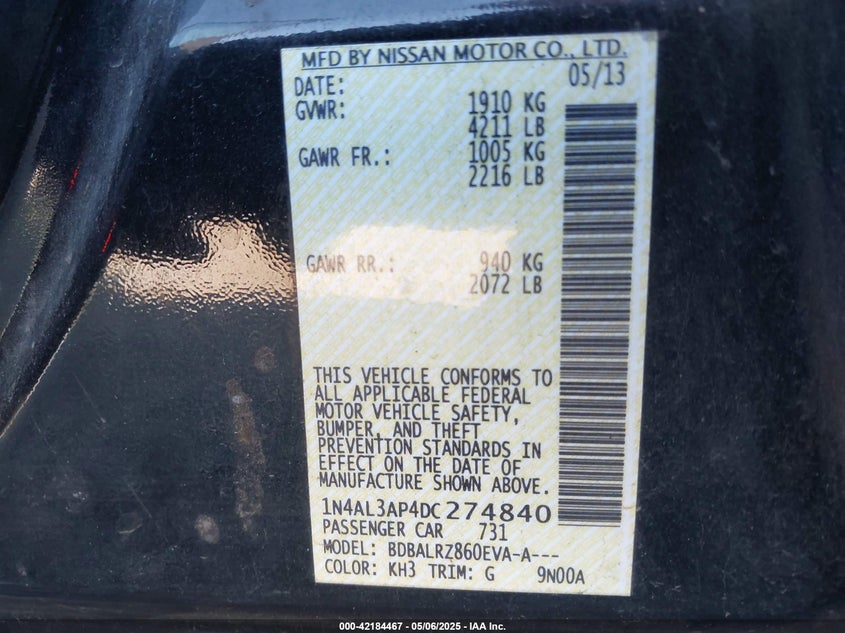 MFD BY NISSAN MOTOR CO., LTD.
DATE: 05/13
GVWR: 1910 KG
4211 LB
GAWR FR.: 1005 KG
2216 LB
GAWR RR.: 940 KG
2072 LB
THIS VEHICLE CONFORMS TO
ALL APPLICABLE FEDERAL
MOTOR VEHICLE SAFETY,
BUMPER, AND THEFT
PREVENTION STANDARDS IN
EFFECT ON THE DATE OF
MANUFACTURE SHOWN ABOVE.
1N4AL3AP4DC274840
PASSENGER CAR 731
MODEL: BDBALRZ860EVA-A---
COLOR: KH3 TRIM: G 9N00A
000-42184467 - 05/06/2025 - IAA Inc.